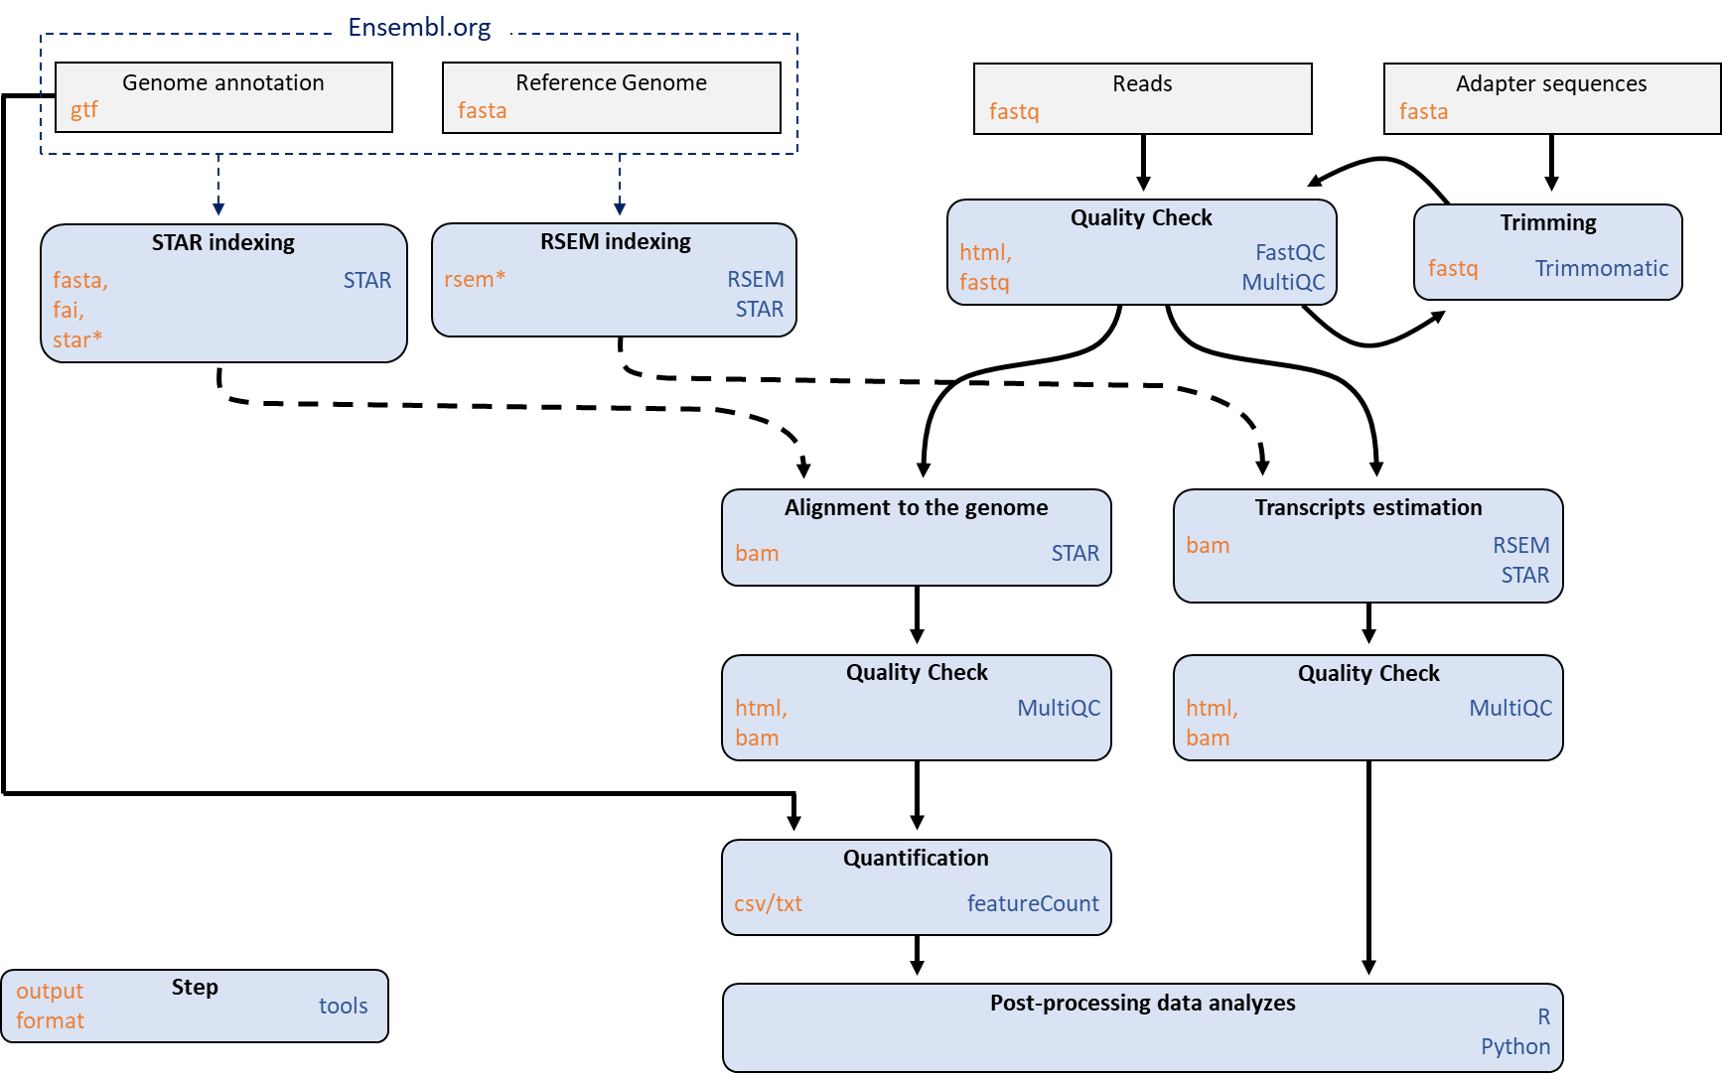 Ensembl.org
Genome annotation
gtf
Reference Genome
fasta
Reads
fastq
Adapter sequences
fasta
STAR indexing
fasta,
fai,
star*
STAR
RSEM indexing
rsem*
RSEM
STAR
Quality Check
html,
fastq
FastQC
MultiQC
Trimming
fastq
Trimmomatic
Alignment to the genome
bam
STAR
Transcripts estimation
bam
RSEM
STAR
Quality Check
html,
bam
MultiQC
Quality Check
html,
bam
MultiQC
Quantification
csv/txt
featureCount
Step
output
format
tools
Post-processing data analyzes
R
Python